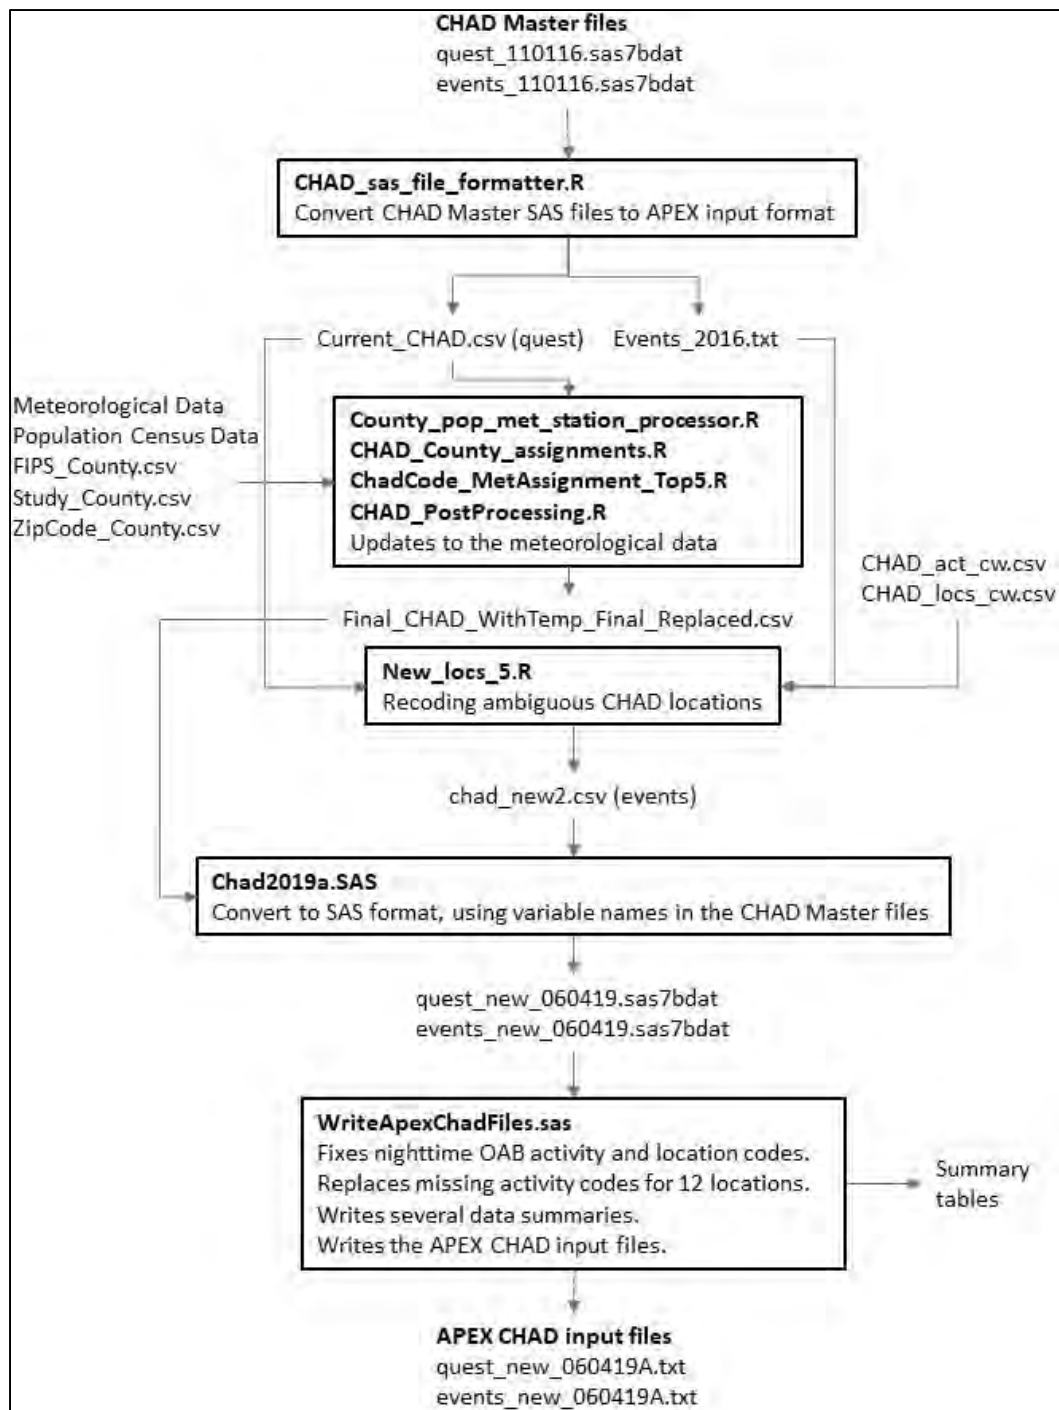 CHAD Master files
quest_110116.sas7bdat
events_110116.sas7bdat
CHAD_sas_file_formatter.R
Convert CHAD Master SAS files to APEX input format
Current_CHAD.csv (quest)
Events_2016.txt
Meteorological Data
Population Census Data
FIPS_County.csv
Study_County.csv
ZipCode_County.csv
County_pop_met_station_processor.R
CHAD_County_assignments.R
ChadCode_MetAssignment_Top5.R
CHAD_PostProcessing.R
Updates to the meteorological data
CHAD_act_cw.csv
CHAD_locs_cw.csv
Final_CHAD_WithTemp_Final_Replaced.csv
New_locs_5.R
Recoding ambiguous CHAD locations
chad_new2.csv (events)
Chad2019a.SAS
Convert to SAS format, using variable names in the CHAD Master files
quest_new_060419.sas7bdat
events_new_060419.sas7bdat
WriteApexChadFiles.sas
Fixes nighttime OAB activity and location codes.
Replaces missing activity codes for 12 locations.
Writes several data summaries.
Writes the APEX CHAD input files.
Summary
tables
APEX CHAD input files
quest_new_060419A.txt
events_new_060419A.txt